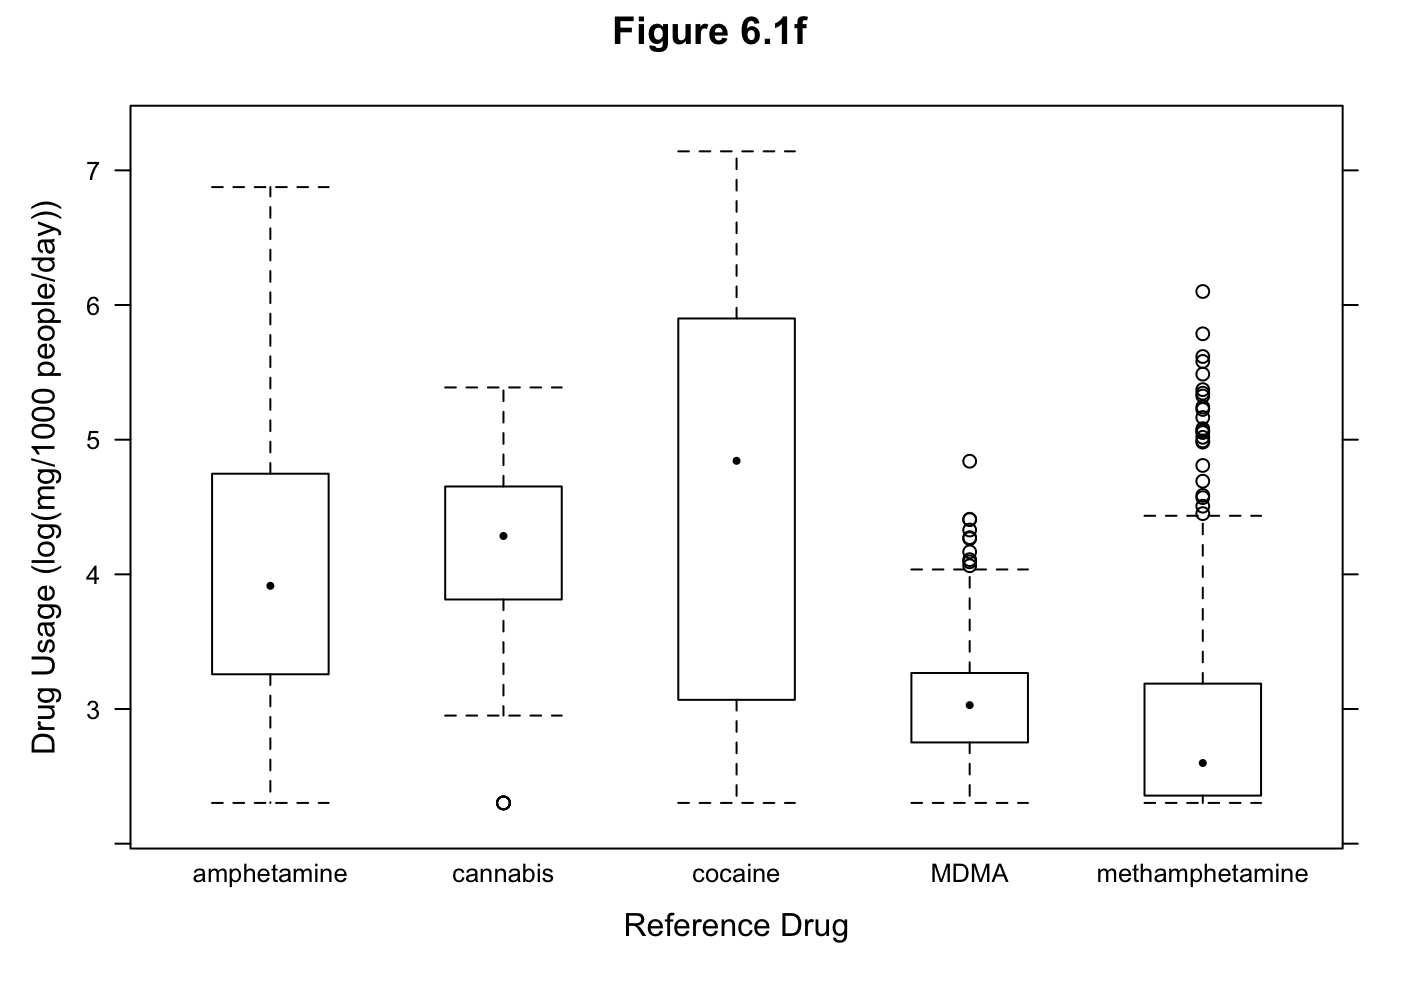 Figure 6.1f
Drug Usage (log(mg/1000 people/day))
7
6
5
4
3
amphetamine cannabis cocaine MDMA methamphetamine
Reference Drug